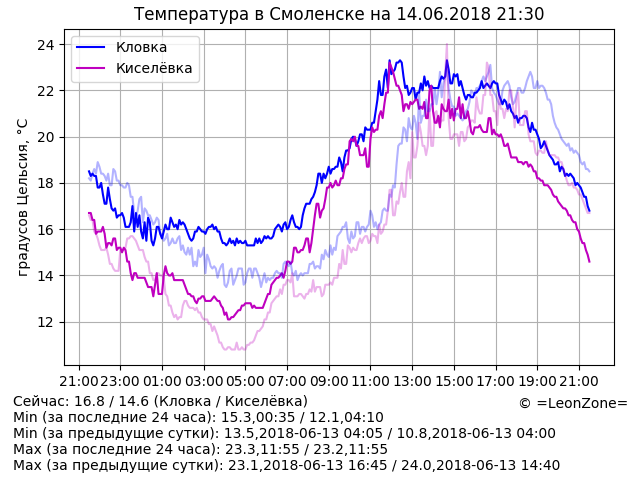 Температура в Смоленске на 14.06.2018 21:30
Кловка
Киселёвка
градусов Цельсия, °C
24
22
20
18
16
14
12
21:00 23:00 01:00 03:00 05:00 07:00 09:00 11:00 13:00 15:00 17:00 19:00 21:00
Сейчас: 16.8 / 14.6 (Кловка / Киселёвка)
© =LeonZone=
Min (за последние 24 часа): 15.3,00:35 / 12.1,04:10
Min (за предыдущие сутки): 13.5,2018-06-13 04:05 / 10.8,2018-06-13 04:00
Max (за последние 24 часа): 23.3,11:55 / 23.2,11:55
Max (за предыдущие сутки): 23.1,2018-06-13 16:45 / 24.0,2018-06-13 14:40